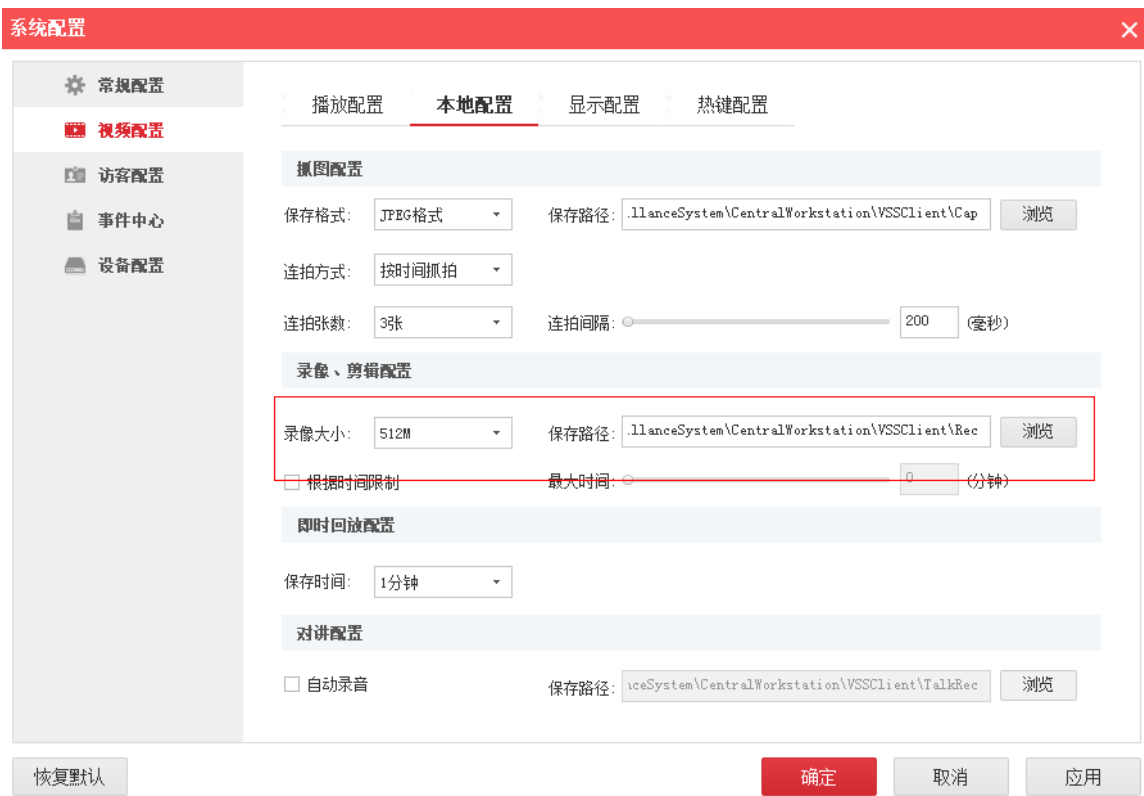 系统配置
常规配置
视频配置
访客配置
事件中心
设备配置
播放配置 本地配置 显示配置 热键配置
抓图配置
保存格式: JPEG格式 保存路径: .llanceSystem\CentralWorkstation\VSSClient\Cap 浏览
连拍方式: 按时间抓拍
连拍张数: 3张 连拍间隔: 200 (毫秒)
录像、剪辑配置
录像大小: 512M 保存路径: .llanceSystem\CentralWorkstation\VSSClient\Rec 浏览
根据时间限制 最大时间: 0 (分钟)
即时回放配置
保存时间: 1分钟
对讲配置
自动录音 保存路径: ceSystem\CentralWorkstation\VSSClient\TalkRec 浏览
恢复默认 确定 取消 应用